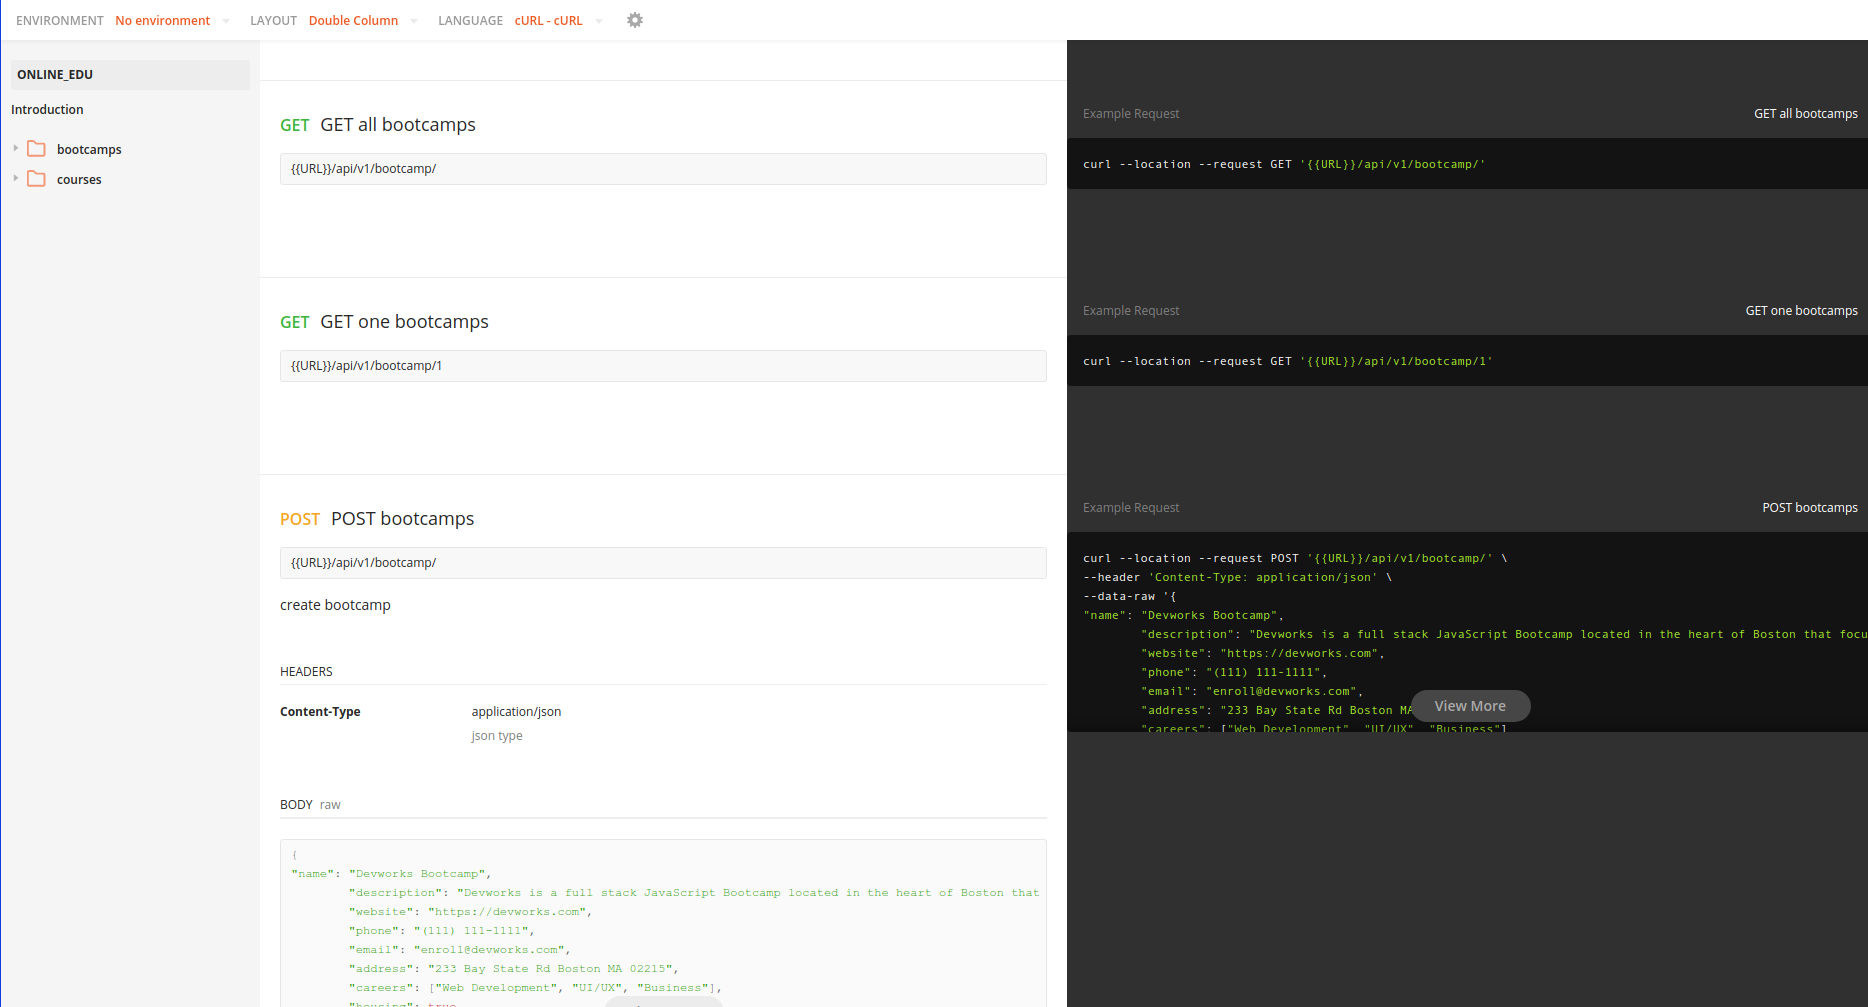 ENVIRONMENT No environment LAYOUT Double Column LANGUAGE cURL - cURL
ONLINE_EDU
Introduction
bootcamps
courses
GET GET all bootcamps
{{URL}}/api/v1/bootcamp/
GET GET one bootcamps
{{URL}}/api/v1/bootcamp/1
POST POST bootcamps
{{URL}}/api/v1/bootcamp/
create bootcamp
HEADERS
Content-Type application/json
json type
BODY raw
{
"name": "Devworks Bootcamp",
"description": "Devworks is a full stack JavaScript Bootcamp located in the heart of Boston that
"website": "https://devworks.com",
"phone": "(111) 111-1111",
"email": "enroll@devworks.com",
"address": "233 Bay State Rd Boston MA 02215",
"careers": ["Web Development", "UI/UX", "Business"],
"housing": true
Example Request GET all bootcamps
curl --location --request GET '{{URL}}/api/v1/bootcamp/'
Example Request GET one bootcamps
curl --location --request GET '{{URL}}/api/v1/bootcamp/1'
Example Request POST bootcamps
curl --location --request POST '{{URL}}/api/v1/bootcamp/' \
--header 'Content-Type: application/json' \
--data-raw '{
"name": "Devworks Bootcamp",
"description": "Devworks is a full stack JavaScript Bootcamp located in the heart of Boston that focu
"website": "https://devworks.com",
"phone": "(111) 111-1111",
"email": "enroll@devworks.com",
"address": "233 Bay State Rd Boston MA
View More
"careers": ["Web Development", "UI/UX", "Business"]